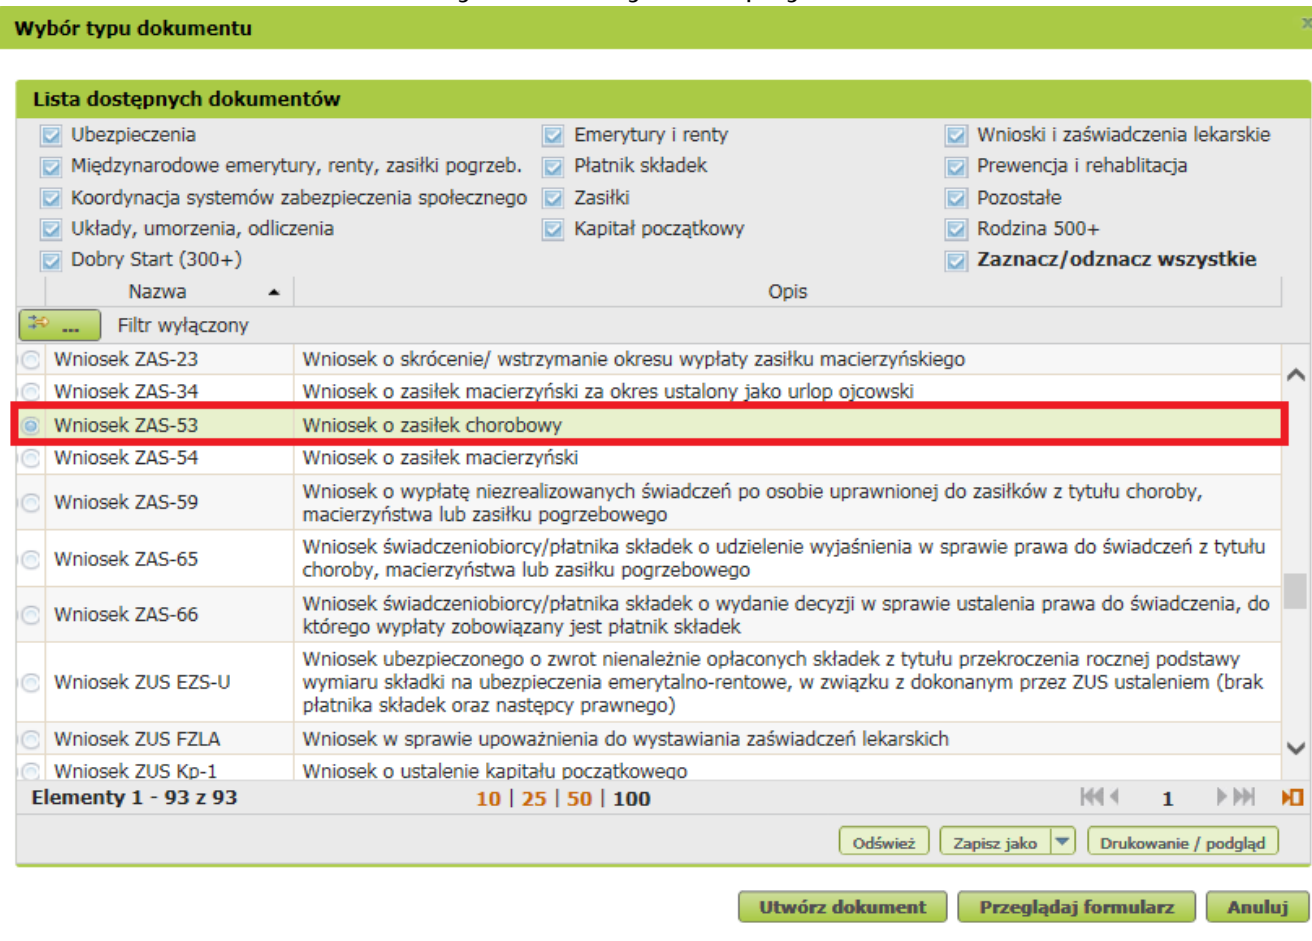 Wybór typu dokumentu
Lista dostępnych dokumentów
Ubezpieczenia
Emerytury i renty
Wnioski i zaświadczenia lekarskie
Międzynarodowe emerytury, renty, zasiłki pogrzeb.
Płatnik składek
Prewencja i rehablitacja
Koordynacja systemów zabezpieczenia społecznego
Zasiłki
Pozostałe
Układy, umorzenia, odliczenia
Kapitał początkowy
Rodzina 500+
Dobry Start (300+)
Zaznacz/odznacz wszystkie
Nazwa
Opis
...
Filtr wyłączony
Wniosek ZAS-23
Wniosek o skrócenie/ wstrzymanie okresu wypłaty zasiłku macierzyńskiego
Wniosek ZAS-34
Wniosek o zasiłek macierzyński za okres ustalony jako urlop ojcowski
Wniosek ZAS-53
Wniosek o zasiłek chorobowy
Wniosek ZAS-54
Wniosek o zasiłek macierzyński
Wniosek ZAS-59
Wniosek o wypłatę niezrealizowanych świadczeń po osobie uprawnionej do zasiłków z tytułu choroby,
macierzyństwa lub zasiłku pogrzebowego
Wniosek ZAS-65
Wniosek świadczeniobiorcy/płatnika składek o udzielenie wyjaśnienia w sprawie prawa do świadczeń z tytułu
choroby, macierzyństwa lub zasiłku pogrzebowego
Wniosek ZAS-66
Wniosek świadczeniobiorcy/płatnika składek o wydanie decyzji w sprawie ustalenia prawa do świadczenia, do
którego wypłaty zobowiązany jest płatnik składek
Wniosek ZUS EZS-U
Wniosek ubezpieczonego o zwrot nienależnie opłaconych składek z tytułu przekroczenia rocznej podstawy
wymiaru składki na ubezpieczenia emerytalno-rentowe, w związku z dokonanym przez ZUS ustaleniem (brak
płatnika składek oraz następcy prawnego)
Wniosek ZUS FZLA
Wniosek w sprawie upoważnienia do wystawiania zaświadczeń lekarskich
Wniosek ZUS Kp-1
Wniosek o ustalenie kapitału początkowego
Elementy 1 - 93 z 93
10 | 25 | 50 | 100
1
Odśwież
Zapisz jako
Drukowanie / podgląd
Utwórz dokument
Przeglądaj formularz
Anuluj